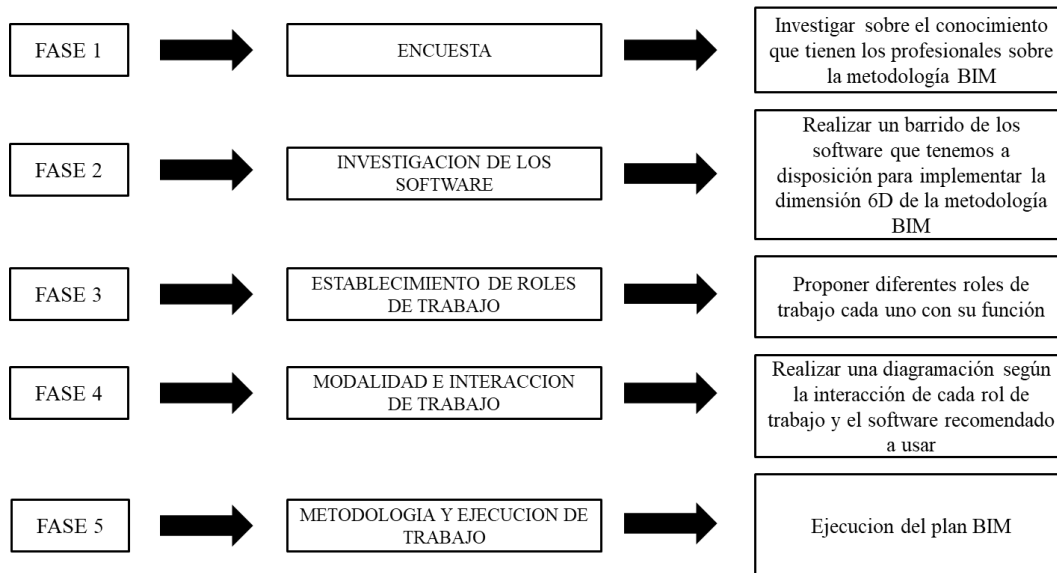 FASE 1
ENCUESTA
Investigar sobre el conocimiento
que tienen los profesionales sobre
la metodología BIM
FASE 2
INVESTIGACION DE LOS
SOFTWARE
Realizar un barrido de los
software que tenemos a
disposición para implementar la
dimensión 6D de la metodología
BIM
FASE 3
ESTABLECIMIENTO DE ROLES
DE TRABAJO
Proponer diferentes roles de
trabajo cada uno con su función
FASE 4
MODALIDAD E INTERACCION
DE TRABAJO
Realizar una diagramación según
la interacción de cada rol de
trabajo y el software recomendado
a usar
FASE 5
METODOLOGIA Y EJECUCION DE
TRABAJO
Ejecucion del plan BIM